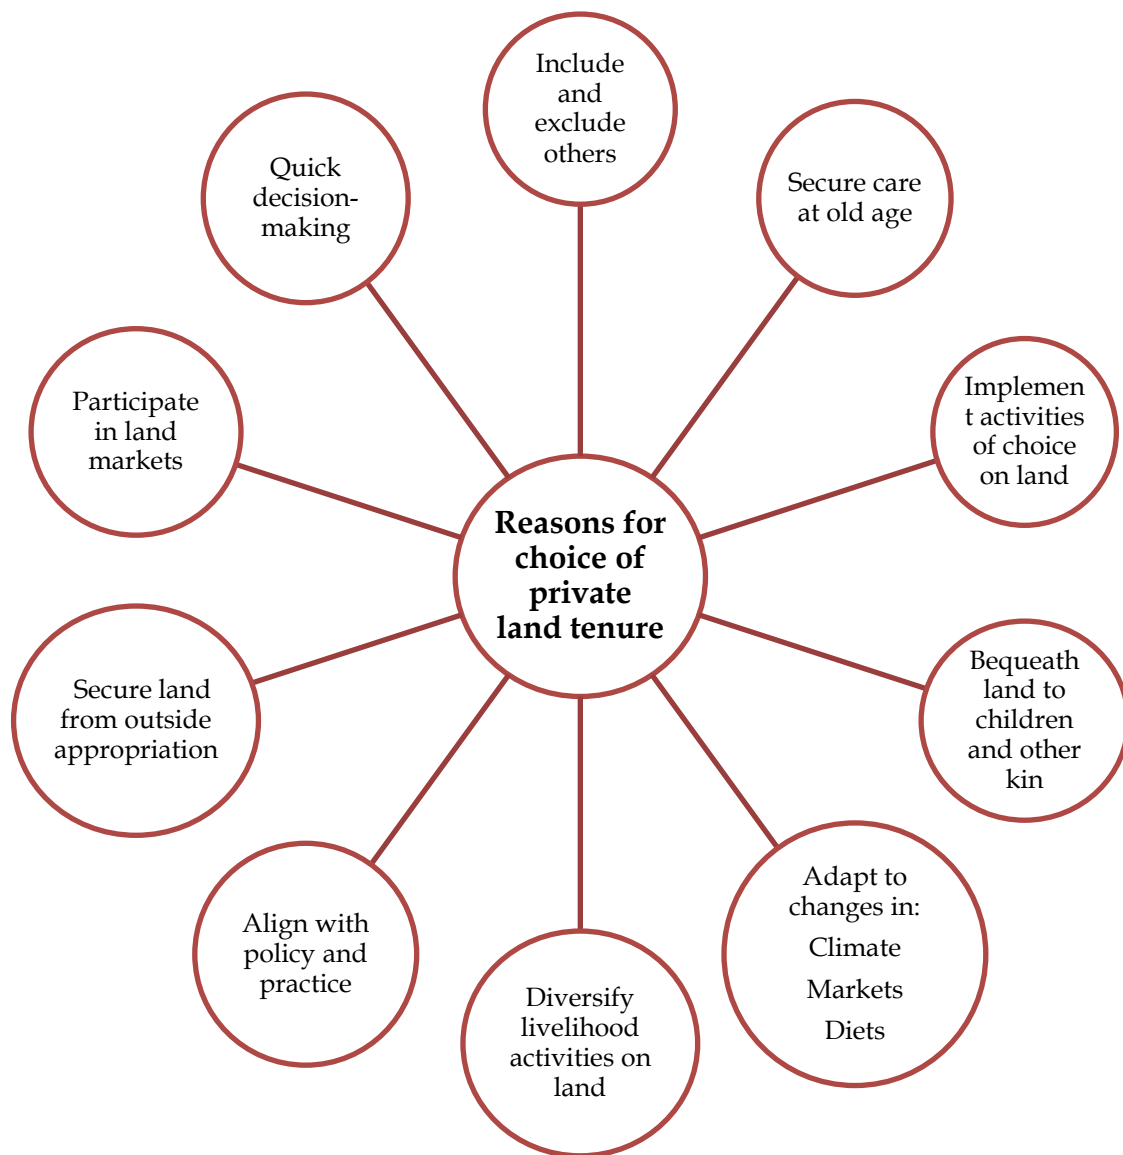 Include
and
exclude
others
Secure care
at old age
Implemen
t activities
of choice
on land
Bequeath
land to
children
and other
kin
Adapt to
changes in:
Climate
Markets
Diets
Diversify
livelihood
activities on
land
Align with
policy and
practice
Secure land
from outside
appropriation
Participate
in land
markets
Quick
decision-
making
Reasons for
choice of
private
land tenure